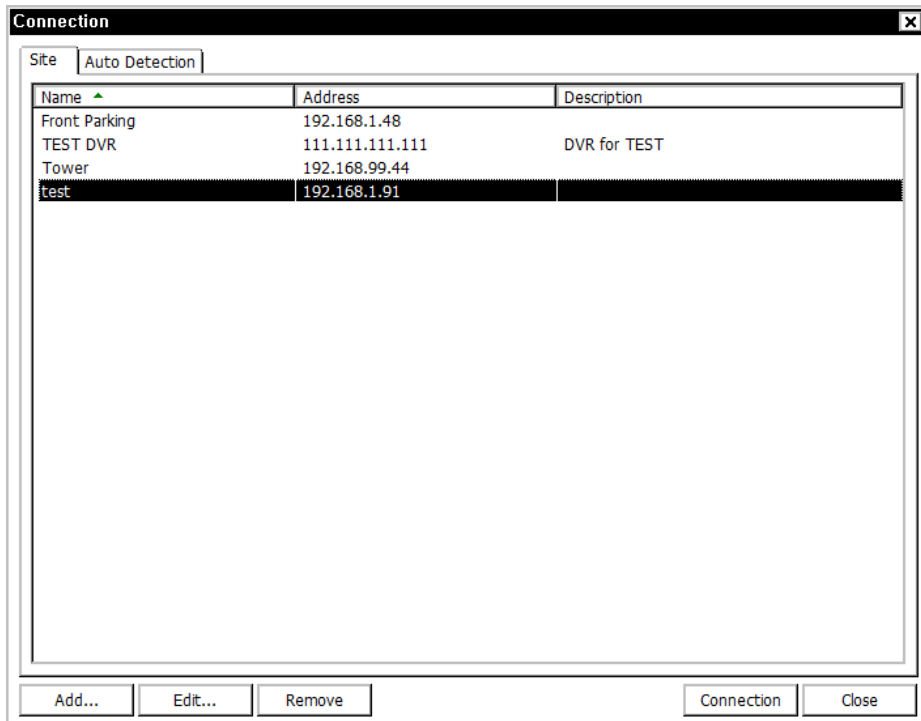 Connection
Site Auto Detection
Name Address Description
Front Parking 192.168.1.48
TEST DVR 111.111.111.111 DVR for TEST
Tower 192.168.99.44
test 192.168.1.91
Add... Edit... Remove Connection Close